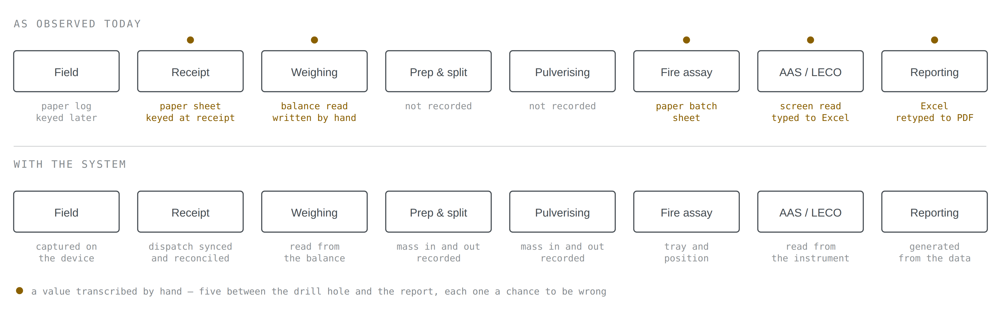 AS OBSERVED TODAY
Field
Receipt
Weighing
Prep & split
Pulverising
Fire assay
AAS / LECO
Reporting
paper log
keyed later
paper sheet
keyed at receipt
balance read
written by hand
not recorded
not recorded
paper batch
sheet
screen read
typed to Excel
Excel
retyped to PDF
WITH THE SYSTEM
Field
Receipt
Weighing
Prep & split
Pulverising
Fire assay
AAS / LECO
Reporting
captured on
the device
dispatch synced
and reconciled
read from
the balance
mass in and out
recorded
mass in and out
recorded
tray and
position
read from
the instrument
generated
from the data
a value transcribed by hand — five between the drill hole and the report, each one a chance to be wrong